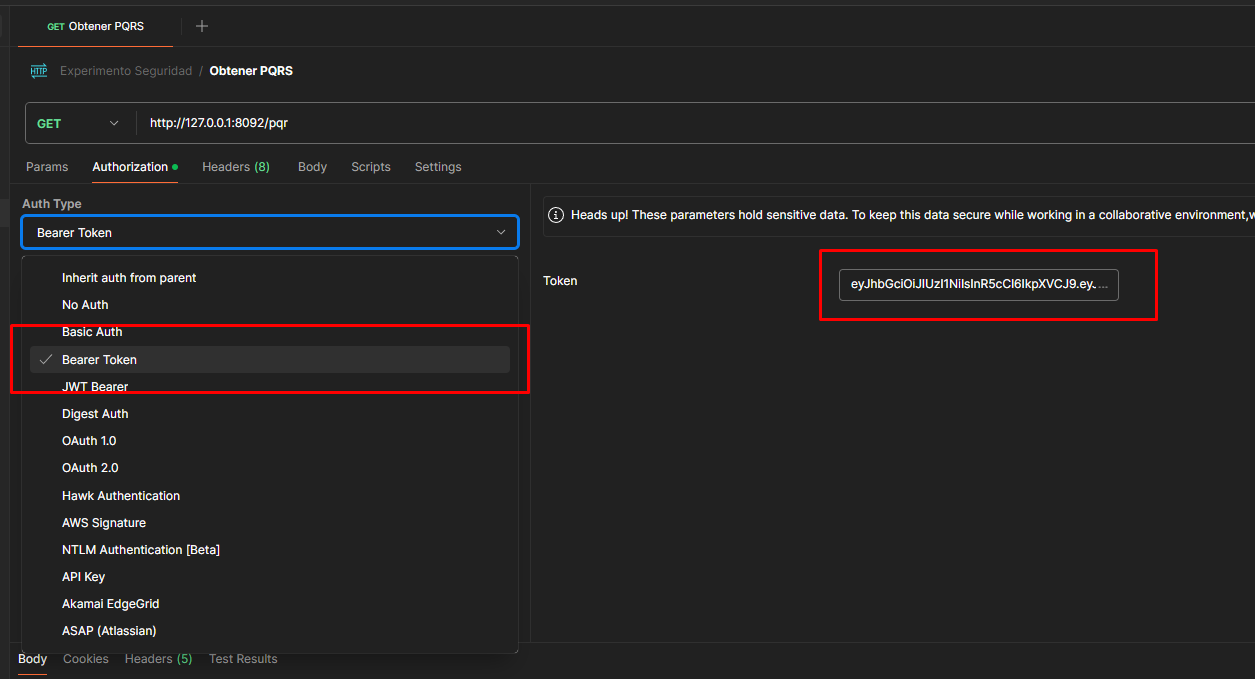 GET Obtener PQRS +
HTTP Experimento Seguridad / Obtener PQRS
GET http://127.0.0.1:8092/pqr
Params Authorization Headers (8) Body Scripts Settings
Auth Type
Bearer Token
Heads up! These parameters hold sensitive data. To keep this data secure while working in a collaborative environment, w
Inherit auth from parent
Token
eyJhbGciOiJIUzI1NiIsInR5cCI6IkpXVCJ9.eyJ...
No Auth
Basic Auth
Bearer Token
JWT Bearer
Digest Auth
OAuth 1.0
OAuth 2.0
Hawk Authentication
AWS Signature
NTLM Authentication [Beta]
API Key
Akamai EdgeGrid
ASAP (Atlassian)
Body Cookies Headers (5) Test Results